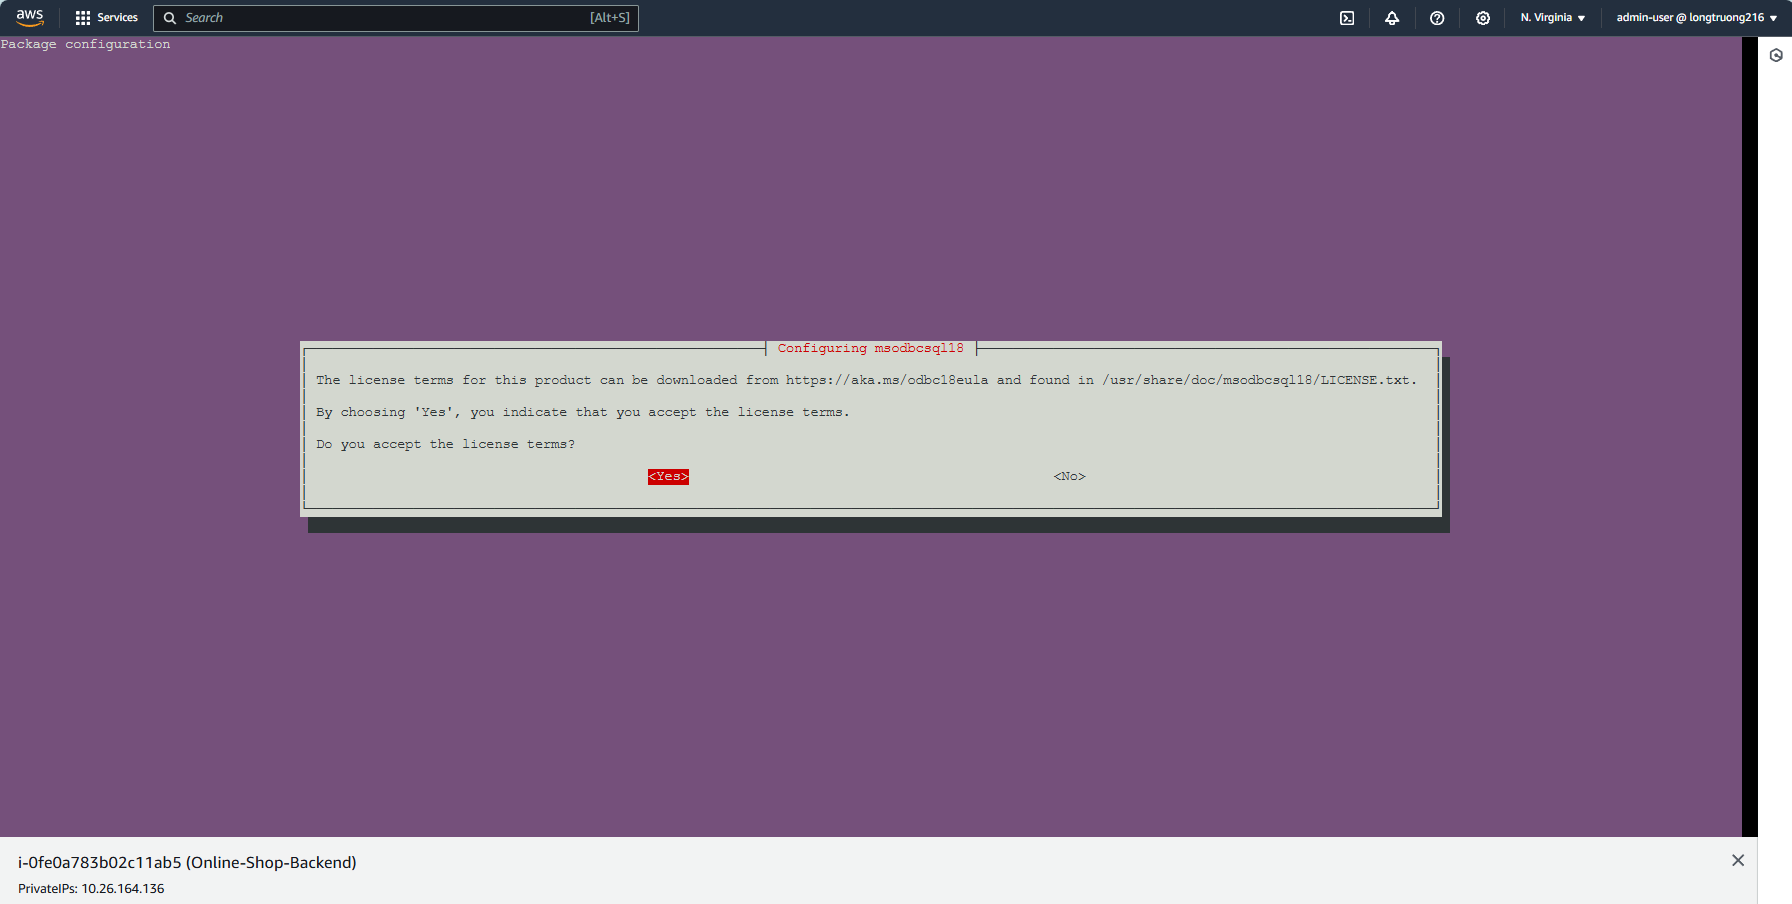 aws
Services
Search
[Alt+S]
N. Virginia
admin-user @ longtruong216
Package configuration
Configuring msodbcsql18
The license terms for this product can be downloaded from https://aka.ms/odbc18eula and found in /usr/share/doc/msodbcsql18/LICENSE.txt.
By choosing 'Yes', you indicate that you accept the license terms.
Do you accept the license terms?
<Yes>
<No>
i-0fe0a783b02c11ab5 (Online-Shop-Backend)
PrivateIPs: 10.26.164.136